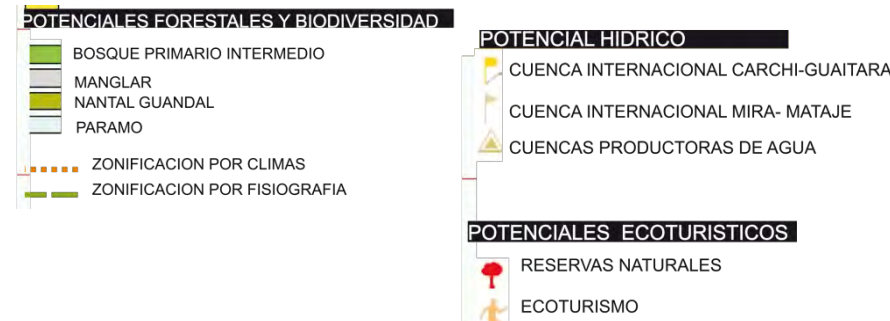 POTENCIALES FORESTALES Y BIODIVERSIDAD
BOSQUE PRIMARIO INTERMEDIO
MANGLAR
NANTAL GUANDAL
PARAMO
ZONIFICACION POR CLIMAS
ZONIFICACION POR FISIOGRAFIA
POTENCIAL HIDRICO
CUENCA INTERNACIONAL CARCHI-GUAITARA
CUENCA INTERNACIONAL MIRA- MATAJE
CUENCAS PRODUCTORAS DE AGUA
POTENCIALES ECOTURISTICOS
RESERVAS NATURALES
ECOTURISMO